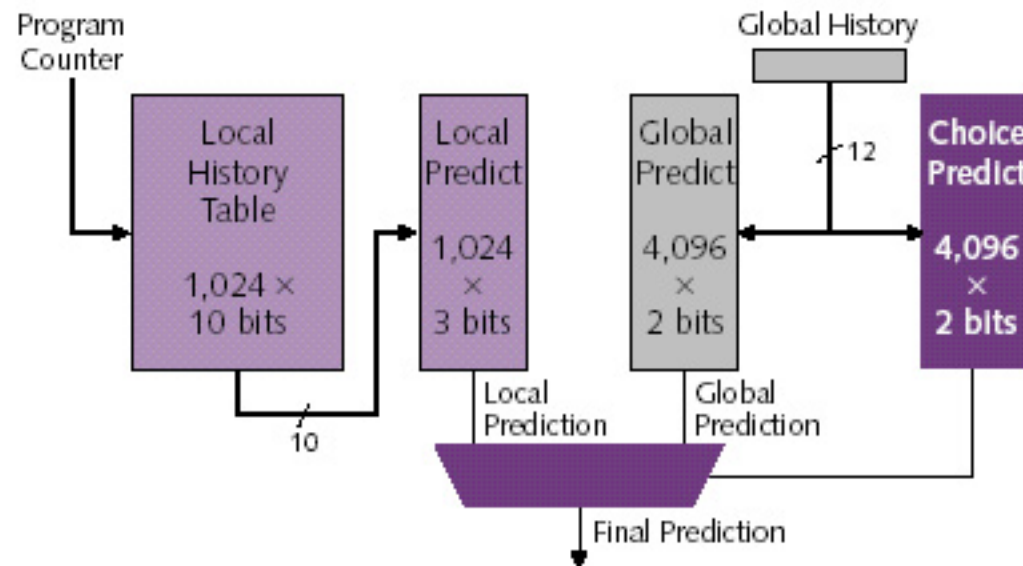 Program
Counter
Global History
Local
History
Table
1,024 ×
10 bits
Local
Predict
1,024
×
3 bits
Global
Predict
4,096
×
2 bits
12
Choice
Predict
4,096
×
2 bits
10
Local
Prediction
Global
Prediction
Final Prediction